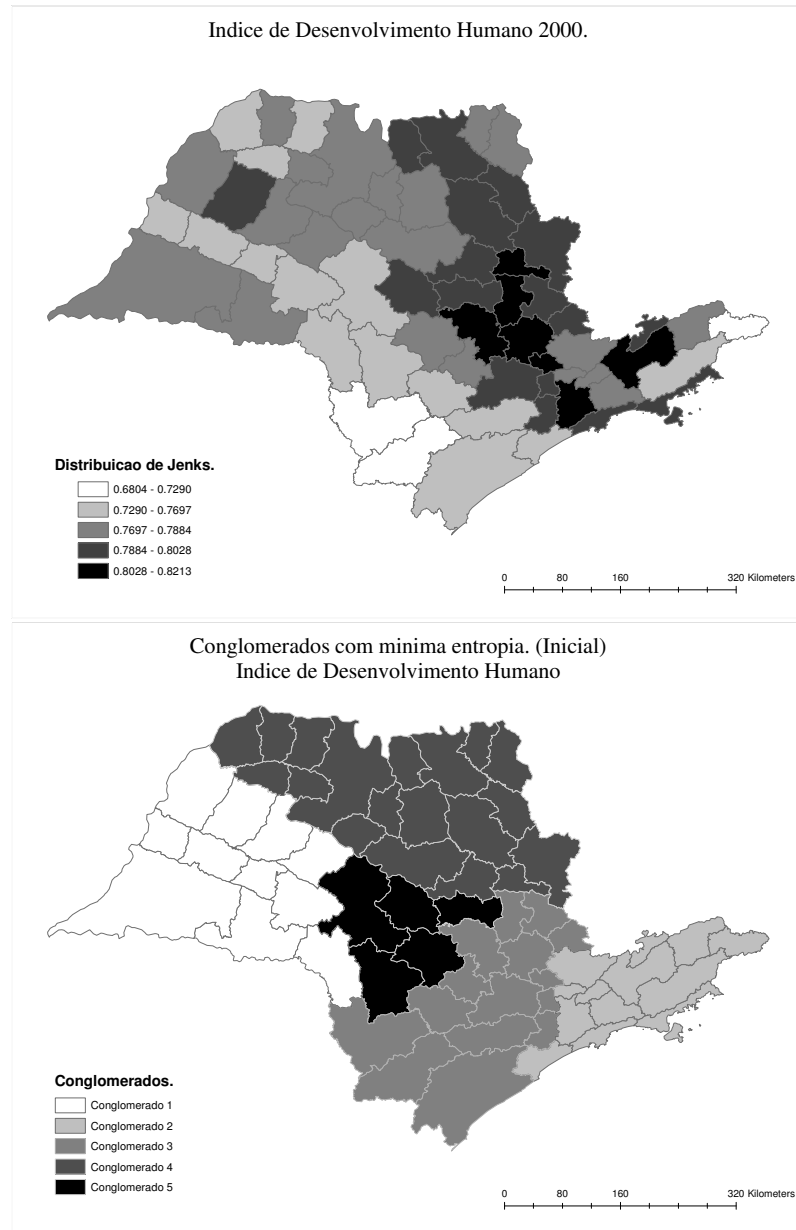 Indice de Desenvolvimento Humano 2000.
Distribuicao de Jenks.
0.6804 - 0.7290
0.7290 - 0.7697
0.7697 - 0.7884
0.7884 - 0.8028
0.8028 - 0.8213
0 80 160 320 Kilometers
Conglomerados com minima entropia. (Inicial)
Indice de Desenvolvimento Humano
Conglomerados.
Conglomerado 1
Conglomerado 2
Conglomerado 3
Conglomerado 4
Conglomerado 5
0 80 160 320 Kilometers